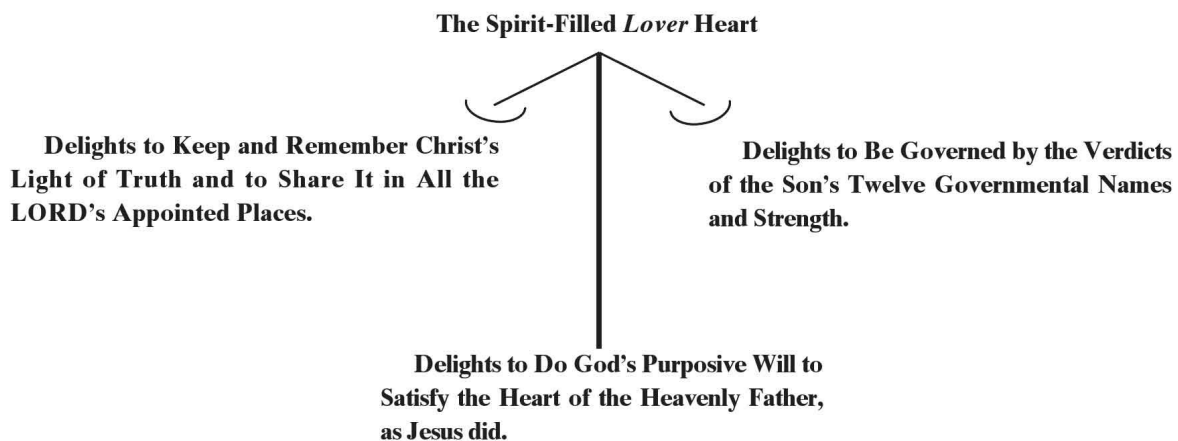 The Spirit-Filled Lover Heart
Delights to Keep and Remember Christ’s
Light of Truth and to Share It in All the
LORD’s Appointed Places.
Delights to Be Governed by the Verdicts
of the Son’s Twelve Governmental Names
and Strength.
Delights to Do God’s Purposive Will to
Satisfy the Heart of the Heavenly Father,
as Jesus did.